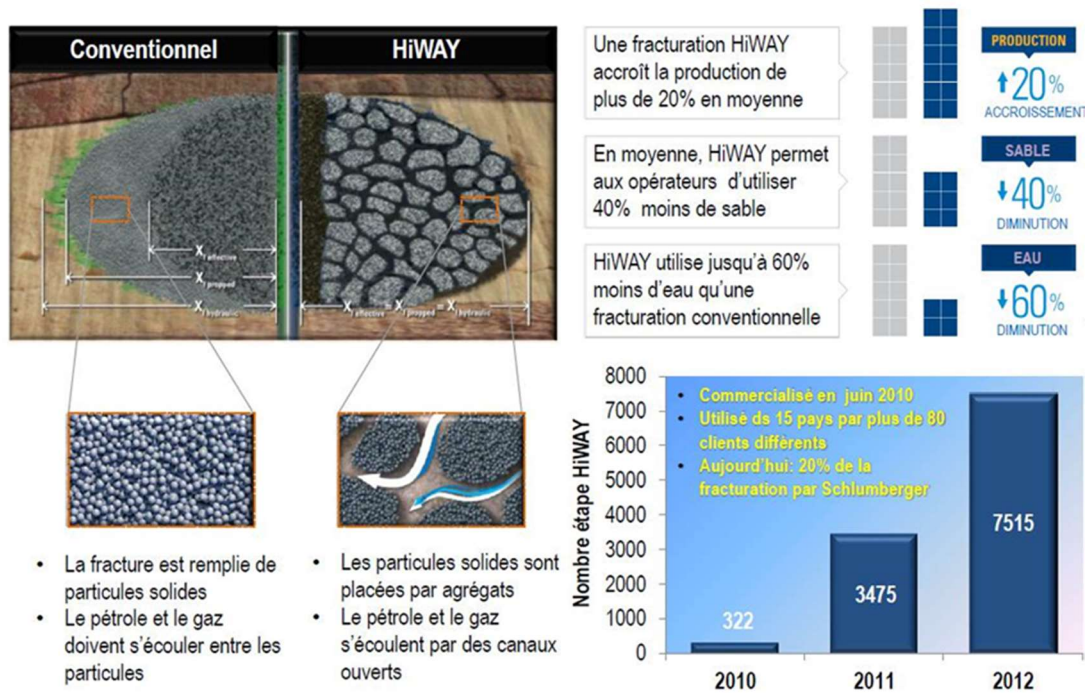 Conventionnel
HiWAY
X f effective
X f propped
X f hydraulic
X f effective = X f propped = X f hydraulic
• La fracture est remplie de
particules solides
• Le pétrole et le gaz
doivent s'écouler entre les
particules
• Les particules solides sont
placées par agrégats
• Le pétrole et le gaz
s'écoulent par des canaux
ouverts
Une fracturation HiWAY
accroît la production de
plus de 20% en moyenne
PRODUCTION
20%
ACCROISSEMENT
En moyenne, HiWAY permet
aux opérateurs d'utiliser
40% moins de sable
SABLE
40%
DIMINUTION
HiWAY utilise jusqu'à 60%
moins d'eau qu'une
fracturation conventionnelle
EAU
60%
DIMINUTION
Nombre étape HiWAY
8000
7000
6000
5000
4000
3000
2000
1000
0
• Commercialisé en juin 2010
• Utilisé ds 15 pays par plus de 80
clients différents
• Aujourd'hui: 20% de la
fracturation par Schlumberger
322
3475
7515
2010
2011
2012